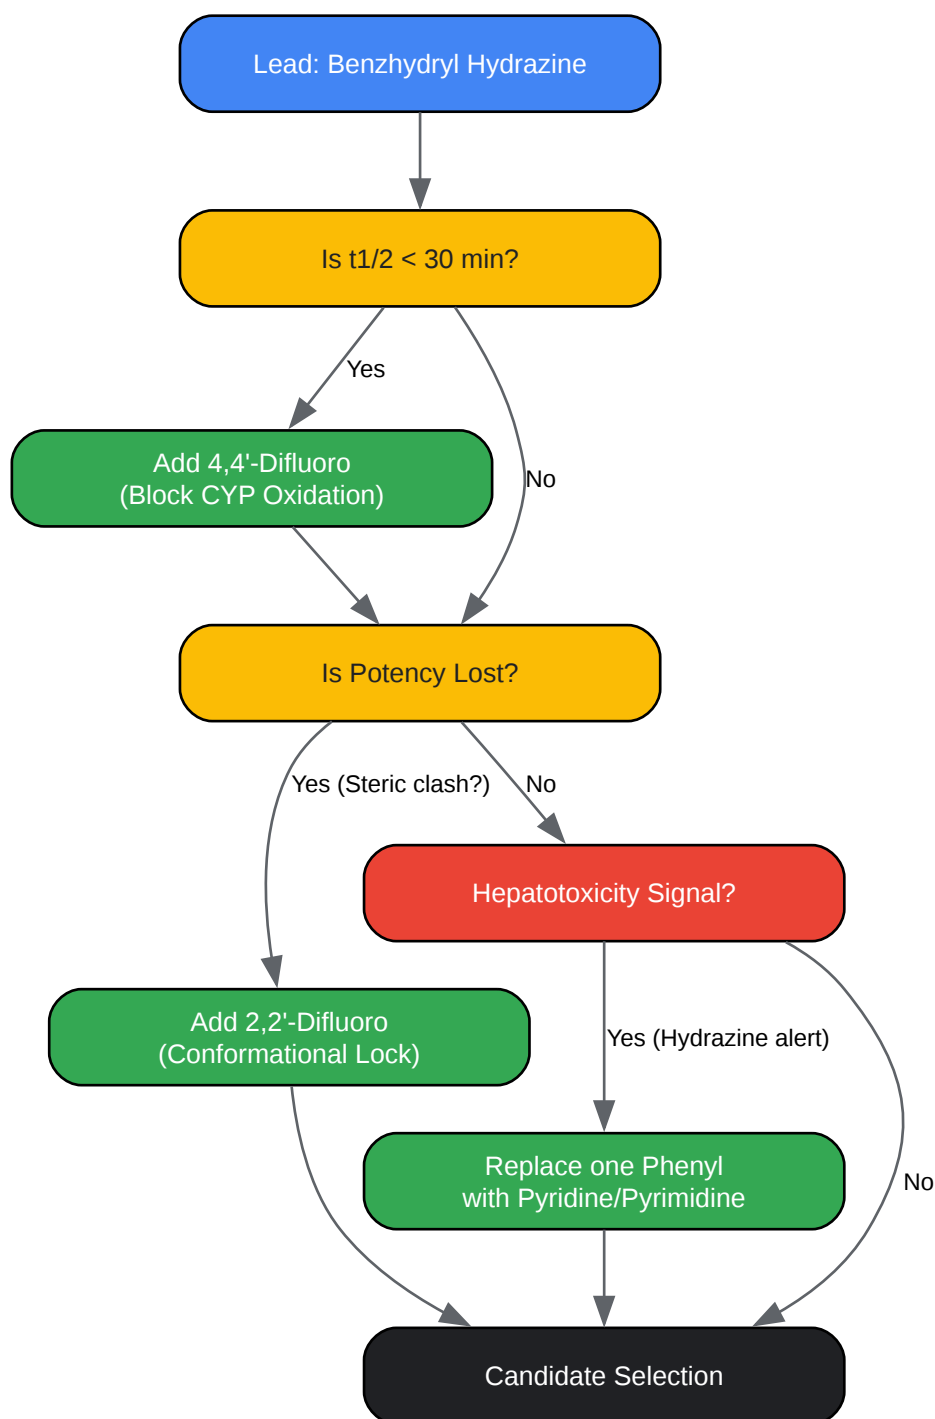 Lead: Benzhydryl Hydrazine
Is t1/2 < 30 min?
Yes
Add 4,4'-Difluoro
(Block CYP Oxidation)
No
Is Potency Lost?
Yes (Steric clash?)
No
Hepatotoxicity Signal?
Add 2,2'-Difluoro
(Conformational Lock)
Yes (Hydrazine alert)
Replace one Phenyl
with Pyridine/Pyrimidine
No
Candidate Selection